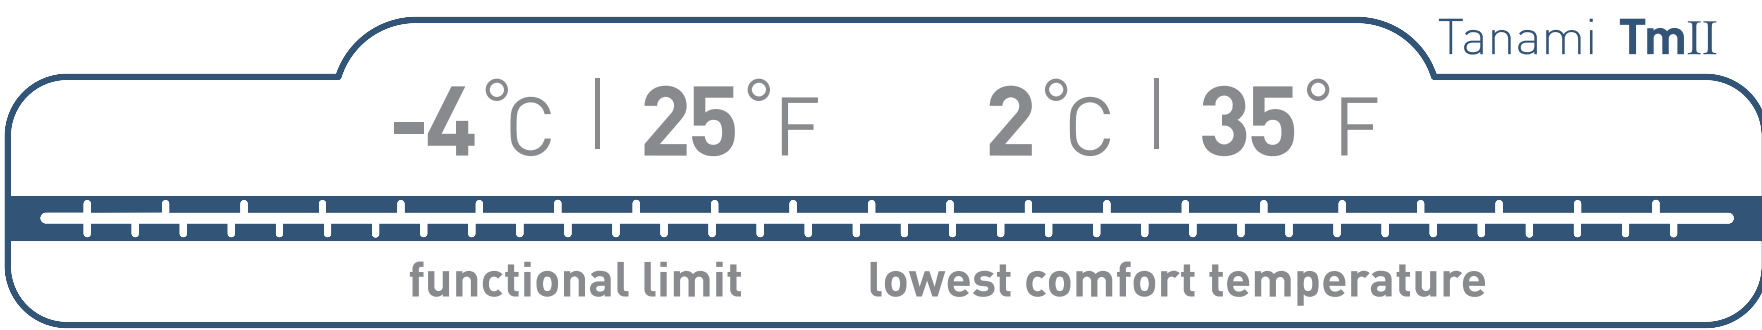 Tanami TmII
-4°C | 25°F 2°C | 35°F
functional limit lowest comfort temperature